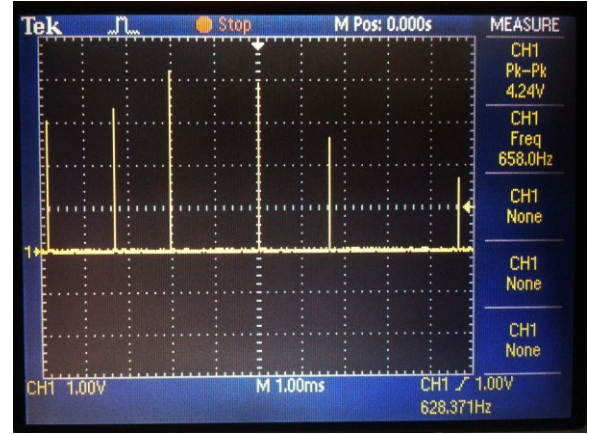 Tek Stop M Pos: 0.000s MEASURE
CH1
Pk-Pk
4.24V
CH1
Freq
658.0Hz
CH1
None
CH1
None
CH1
None
1
CH1 1.00V M 1.00ms CH1 / 1.00V
628.371Hz